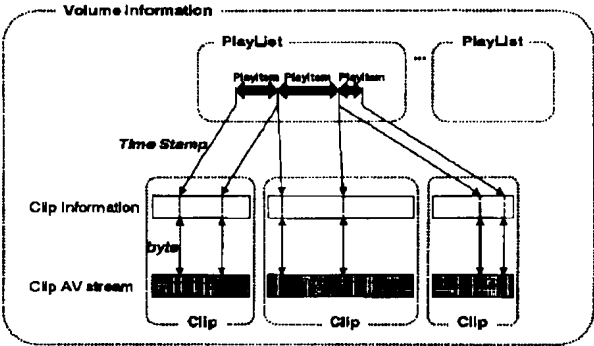 Volume Information
PlayList
...
PlayList
PlayItem PlayItem PlayItem
Time Stamp
Clip Information
byte
Clip AV stream
Clip
Clip
Clip